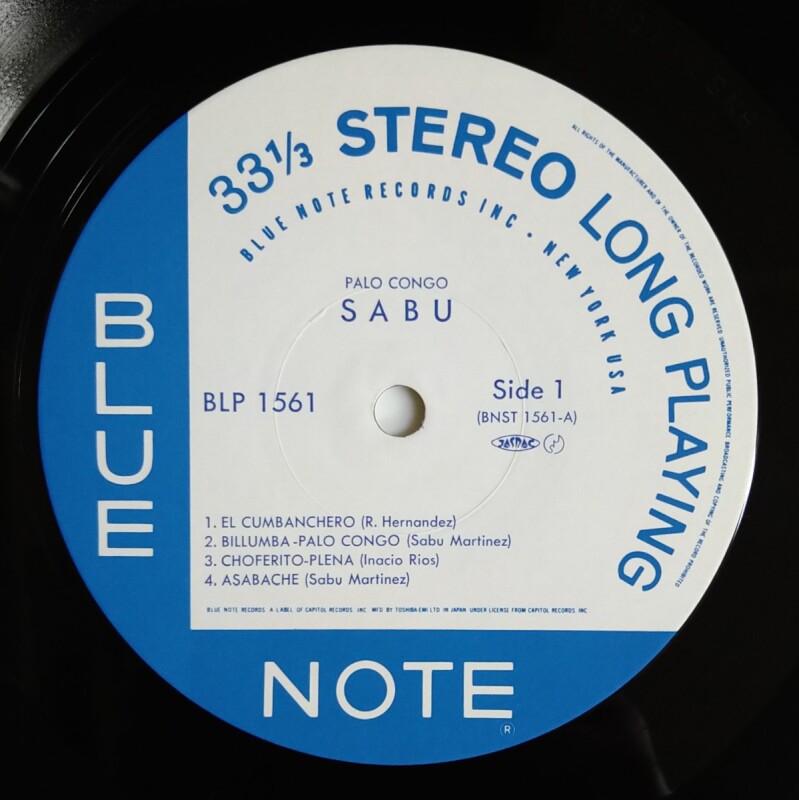 33⅓ STEREO LONG PLAYING
BLUE NOTE RECORDS INC · NEW YORK USA
ALL RIGHTS OF THE MANUFACTURER AND OF THE OWNER OF THE RECORDED WORK ARE RESERVED UNAUTHORIZED PUBLIC PERFORMANCE BROADCASTING AND COPYING OF THE RECORD PROHIBITED
PALO CONGO
SABU
BLP 1561
Side 1
(BNST 1561-A)
JASRAC
1. EL CUMBANCHERO (R. Hernandez)
2. BILLUMBA-PALO CONGO (Sabu Martinez)
3. CHOFERITO-PLENA (Inacio Rios)
4. ASABACHE (Sabu Martinez)
BLUE NOTE RECORDS A LABEL OF CAPITOL RECORDS INC MFD BY TOSHIBA-EMI LTD IN JAPAN UNDER LICENSE FROM CAPITOL RECORDS INC
BLUE
NOTE
®